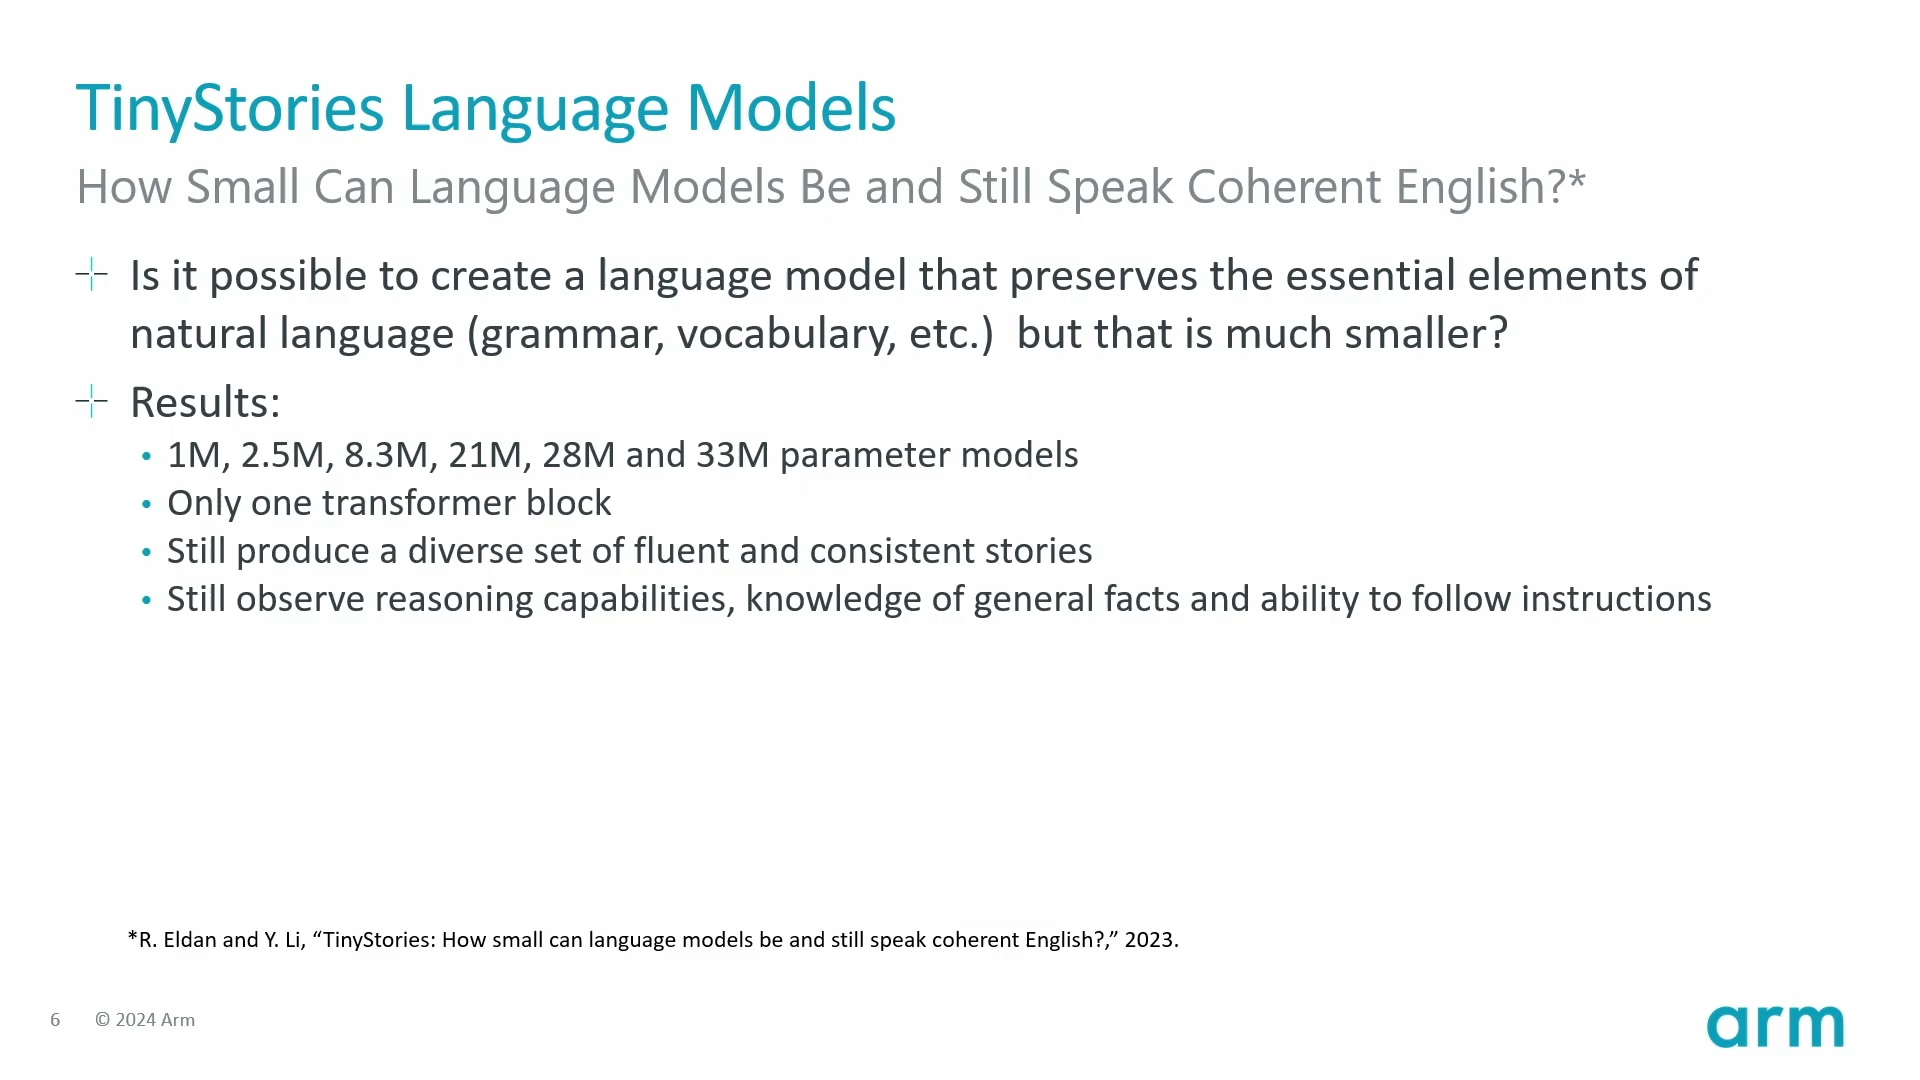 TinyStories Language Models
How Small Can Language Models Be and Still Speak Coherent English?*
Is it possible to create a language model that preserves the essential elements of
natural language (grammar, vocabulary, etc.)  but that is much smaller?
Results:
• 1M, 2.5M, 8.3M, 21M, 28M and 33M parameter models
• Only one transformer block
• Still produce a diverse set of fluent and consistent stories
• Still observe reasoning capabilities, knowledge of general facts and ability to follow instructions
*R. Eldan and Y. Li, “TinyStories: How small can language models be and still speak coherent English?,” 2023.
6 © 2024 Arm
arm